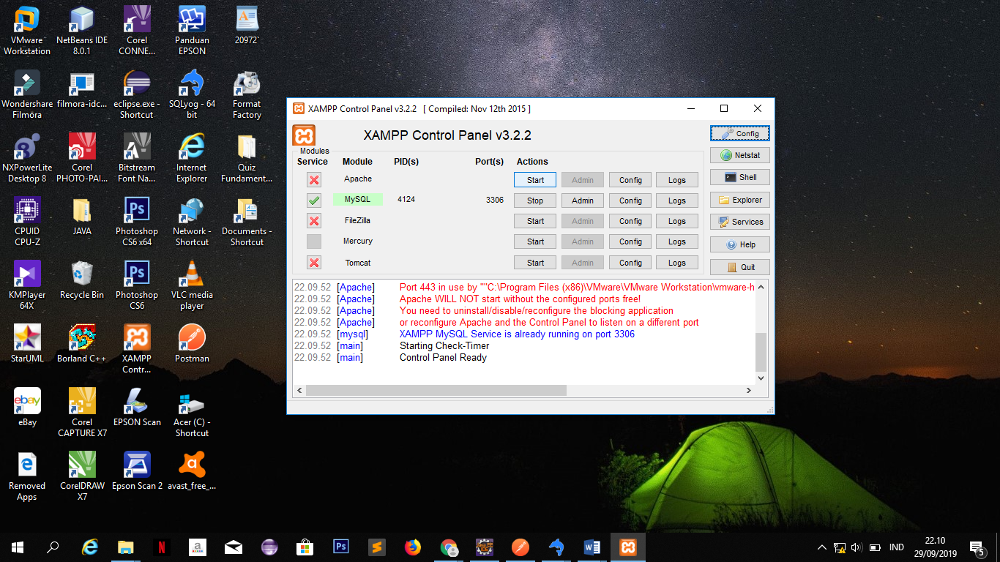 VMware Workstation
NetBeans IDE 8.0.1
Corel CONNE...
Panduan EPSON
20972`
Wondershare Filmora
filmora-idc...
eclipse.exe - Shortcut
SQLyog - 64 bit
Format Factory
NXPowerLite Desktop 8
Corel PHOTO-PAI...
Bitstream Font Na...
Internet Explorer
Quiz Fundament...
CPUID CPU-Z
JAVA
Photoshop CS6 x64
Network - Shortcut
Documents - Shortcut
KMPlayer 64X
Recycle Bin
Photoshop CS6
VLC media player
StarUML
Borland C++
XAMPP Contr...
Postman
eBay
Corel CAPTURE X7
EPSON Scan
Acer (C) - Shortcut
Removed Apps
CorelDRAW X7
Epson Scan 2
avast_free_...
XAMPP Control Panel v3.2.2 [ Compiled: Nov 12th 2015 ]
XAMPP Control Panel v3.2.2
Config
Modules
Service Module PID(s) Port(s) Actions
Netstat
Apache Start Admin Config Logs
Shell
MySQL 4124 3306 Stop Admin Config Logs
Explorer
FileZilla Start Admin Config Logs
Services
Mercury Start Admin Config Logs
Help
Tomcat Start Admin Config Logs
Quit
22.09.52 [Apache] Port 443 in use by ""C:\Program Files (x86)\VMware\VMware Workstation\vmware-h
22.09.52 [Apache] Apache WILL NOT start without the configured ports free!
22.09.52 [Apache] You need to uninstall/disable/reconfigure the blocking application
22.09.52 [Apache] or reconfigure Apache and the Control Panel to listen on a different port
22.09.52 [mysql] XAMPP MySQL Service is already running on port 3306
22.09.52 [main] Starting Check-Timer
22.09.52 [main] Control Panel Ready
IND
22.10
29/09/2019
5